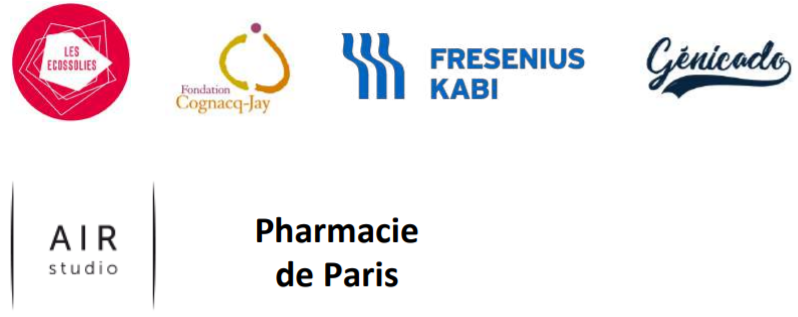 LES
ECOSSOLIES
Fondation
Cognacq-Jay
FRESENIUS
KABI
Génicado
AIR
studio
Pharmacie
de Paris